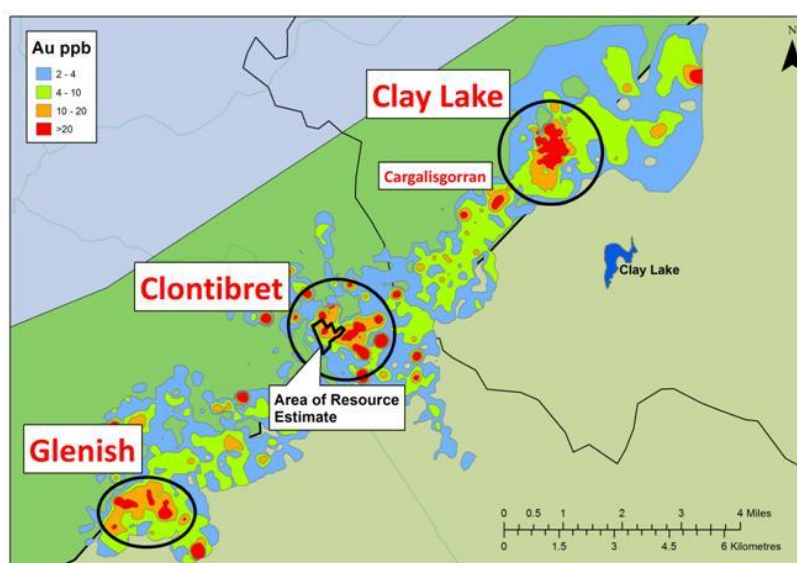 Au ppb
2 - 4
4 - 10
10 - 20
>20
N
Clay Lake
Cargalisgorran
Clay Lake
Clontibret
Area of Resource
Estimate
Glenish
0 0.5 1 2 3 4 Miles
0 1.5 3 4.5 6 Kilometres